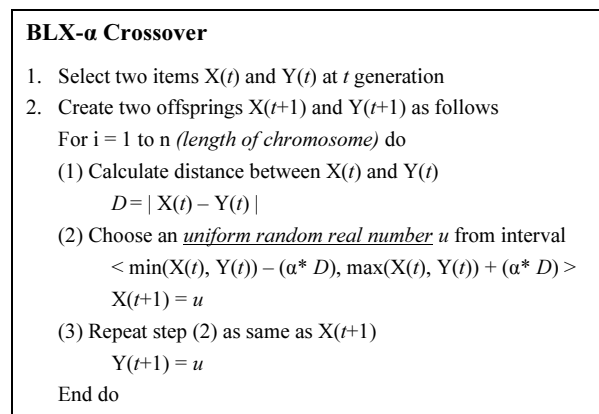 BLX-α Crossover
1. Select two items X(t) and Y(t) at t generation
2. Create two offsprings X(t+1) and Y(t+1) as follows
For i = 1 to n (length of chromosome) do
(1) Calculate distance between X(t) and Y(t)
D = | X(t) – Y(t) |
(2) Choose an uniform random real number u from interval
< min(X(t), Y(t)) – (α* D), max(X(t), Y(t)) + (α* D) >
X(t+1) = u
(3) Repeat step (2) as same as X(t+1)
Y(t+1) = u
End do